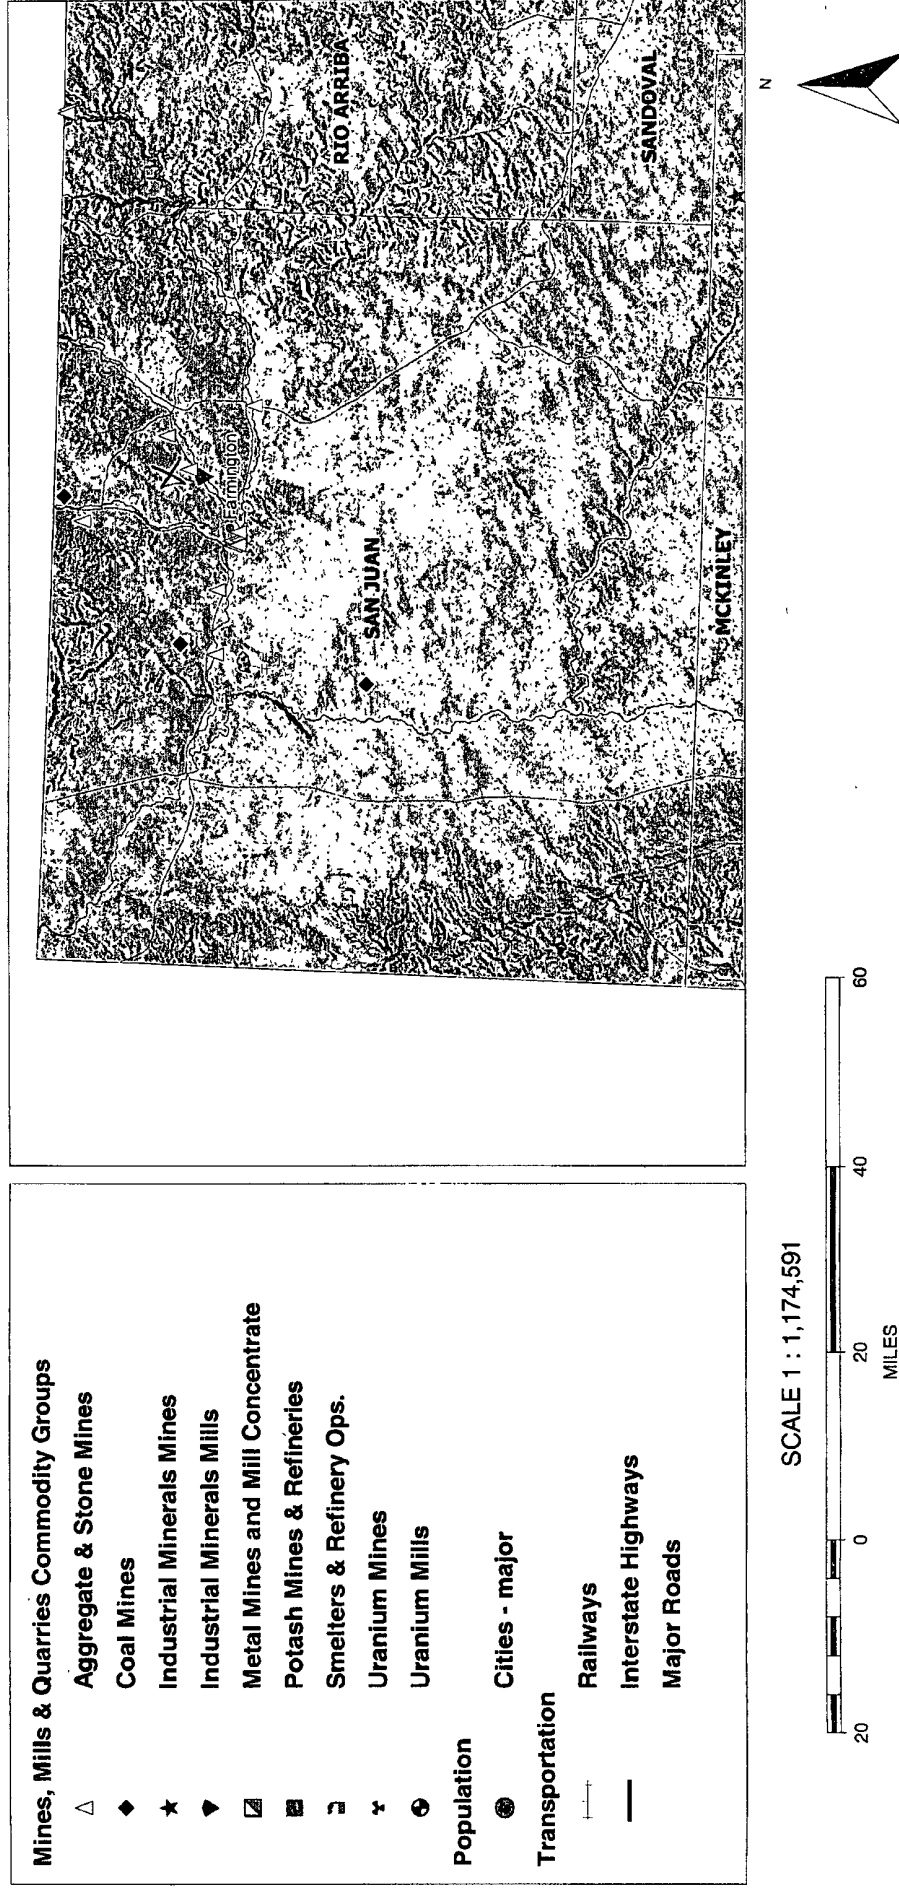 Mines, Mills & Quarries Commodity Groups
Aggregate & Stone Mines
Coal Mines
Industrial Minerals Mines
Industrial Minerals Mills
Metal Mines and Mill Concentrate
Potash Mines & Refineries
Smelters & Refinery Ops.
Uranium Mines
Uranium Mills
Population
Cities - major
Transportation
Railways
Interstate Highways
Major Roads
Farmington
RIO ARRIBA
SAN JUAN
SANDOVAL
MCKINLEY
SCALE 1 : 1,174,591
20 0 20 40 60
MILES
N